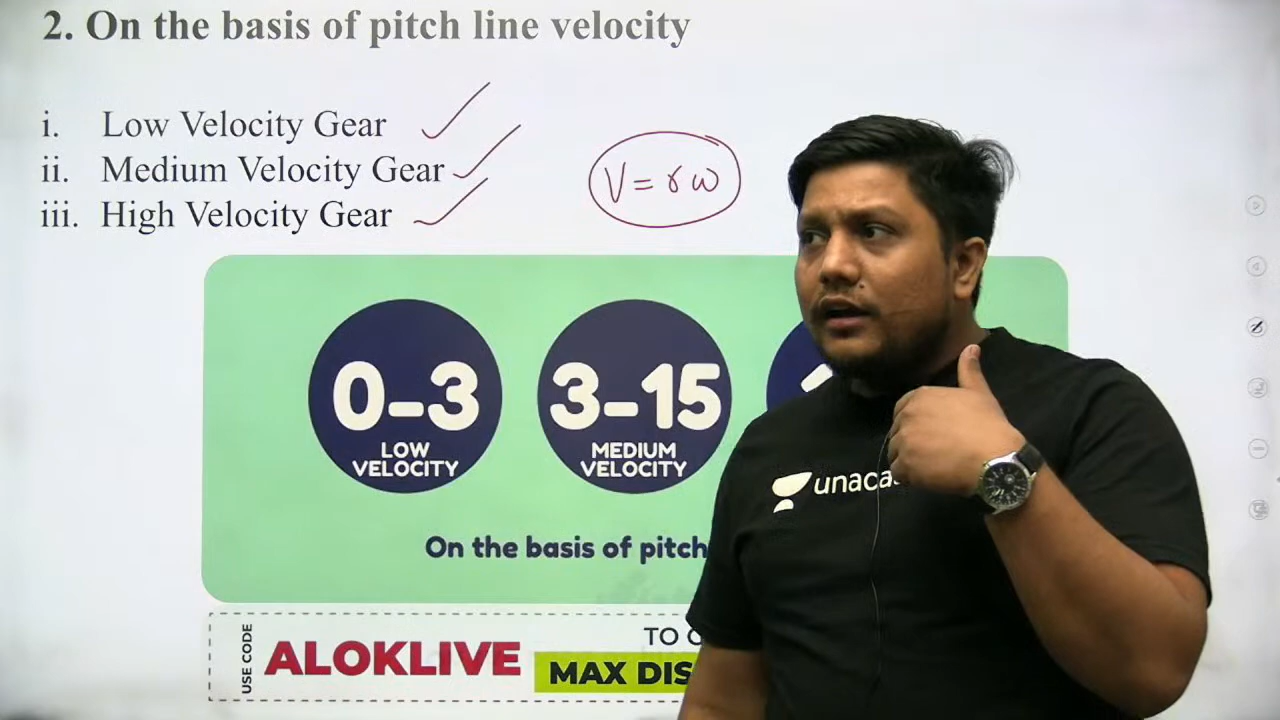 2. On the basis of pitch line velocity
i. Low Velocity Gear
ii. Medium Velocity Gear
iii. High Velocity Gear
V = rω
0-3
LOW
VELOCITY
3-15
MEDIUM
VELOCITY
On the basis of pitch
USE CODE
ALOKLIVE
TO
MAX DIS
unaca